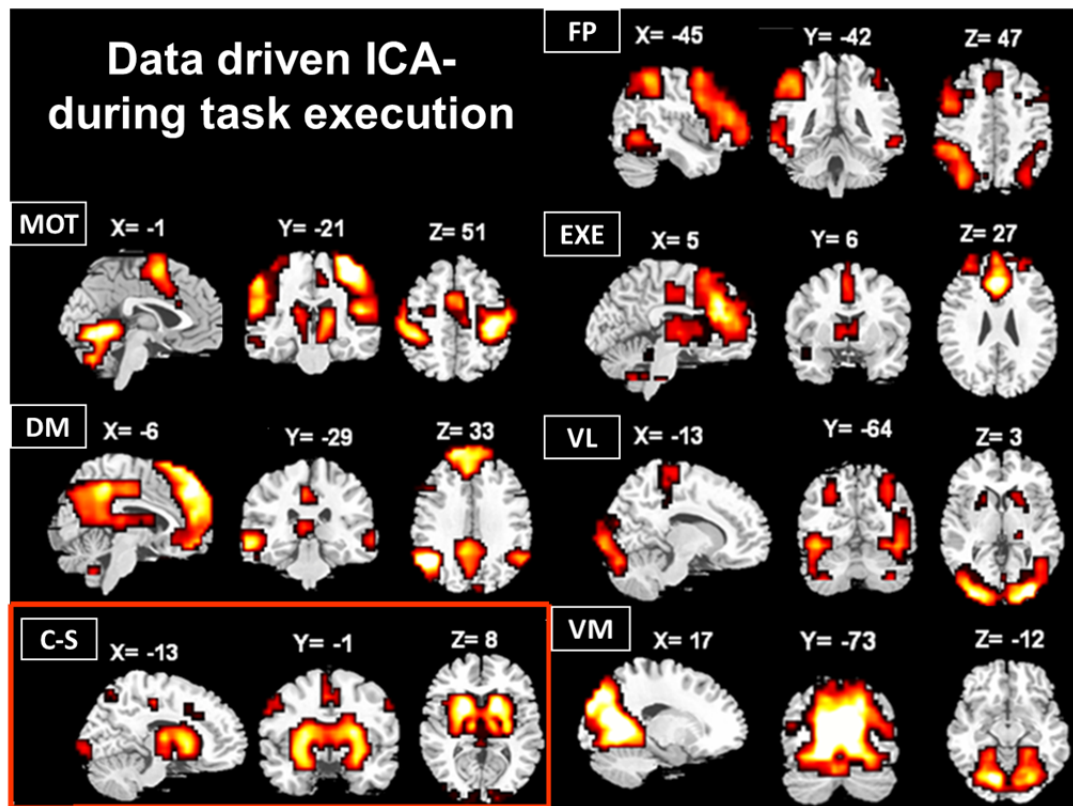 Data driven ICA-
during task execution
FP X= -45 Y= -42 Z= 47
MOT X= -1 Y= -21 Z= 51
EXE X= 5 Y= 6 Z= 27
DM X= -6 Y= -29 Z= 33
VL X= -13 Y= -64 Z= 3
C-S X= -13 Y= -1 Z= 8
VM X= 17 Y= -73 Z= -12